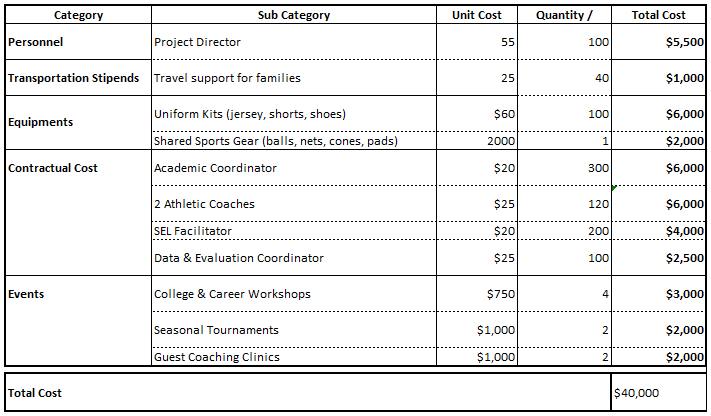 Category Sub Category Unit Cost Quantity / Total Cost
Personnel Project Director 55 100 $5,500
Transportation Stipends Travel support for families 25 40 $1,000
Equipments Uniform Kits (jersey, shorts, shoes) $60 100 $6,000
Shared Sports Gear (balls, nets, cones, pads) 2000 1 $2,000
Contractual Cost Academic Coordinator $20 300 $6,000
2 Athletic Coaches $25 120 $6,000
SEL Facilitator $20 200 $4,000
Data & Evaluation Coordinator $25 100 $2,500
Events College & Career Workshops $750 4 $3,000
Seasonal Tournaments $1,000 2 $2,000
Guest Coaching Clinics $1,000 2 $2,000
Total Cost $40,000